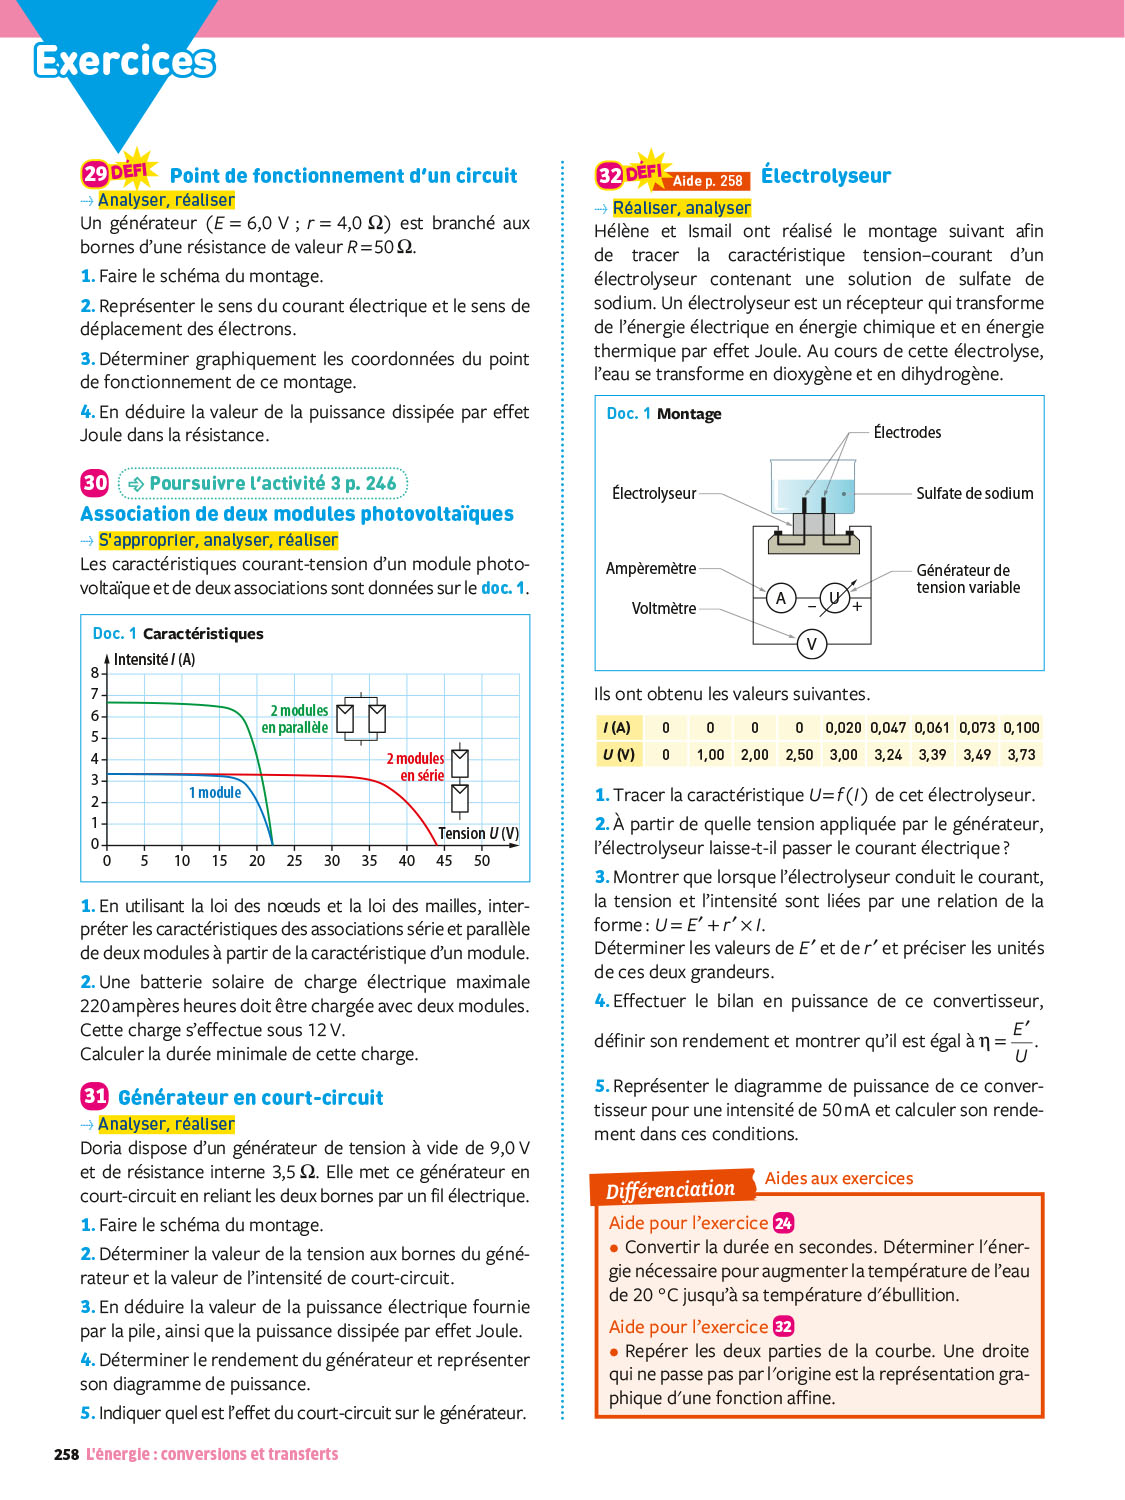 Exercices
29 DÉFI Point de fonctionnement d'un circuit
→ Analyser, réaliser
Un générateur (E = 6,0 V ; r = 4,0 Ω) est branché aux
bornes d'une résistance de valeur R = 50 Ω.
1. Faire le schéma du montage.
2. Représenter le sens du courant électrique et le sens de
déplacement des électrons.
3. Déterminer graphiquement les coordonnées du point
de fonctionnement de ce montage.
4. En déduire la valeur de la puissance dissipée par effet
Joule dans la résistance.
30 Poursuivre l'activité 3 p. 246
Association de deux modules photovoltaïques
→ S'approprier, analyser, réaliser
Les caractéristiques courant-tension d'un module photo-
voltaïque et de deux associations sont données sur le doc. 1.
Doc. 1 Caractéristiques
Intensité I (A)
8
7
6
5
4
3
2
1
0
2 modules
en parallèle
2 modules
en série
1 module
Tension U (V)
0 5 10 15 20 25 30 35 40 45 50
1. En utilisant la loi des nœuds et la loi des mailles, inter-
préter les caractéristiques des associations série et parallèle
de deux modules à partir de la caractéristique d'un module.
2. Une batterie solaire de charge électrique maximale
220 ampères heures doit être chargée avec deux modules.
Cette charge s'effectue sous 12 V.
Calculer la durée minimale de cette charge.
31 Générateur en court-circuit
→ Analyser, réaliser
Doria dispose d'un générateur de tension à vide de 9,0 V
et de résistance interne 3,5 Ω. Elle met ce générateur en
court-circuit en reliant les deux bornes par un fil électrique.
1. Faire le schéma du montage.
2. Déterminer la valeur de la tension aux bornes du géné-
rateur et la valeur de l'intensité de court-circuit.
3. En déduire la valeur de la puissance électrique fournie
par la pile, ainsi que la puissance dissipée par effet Joule.
4. Déterminer le rendement du générateur et représenter
son diagramme de puissance.
5. Indiquer quel est l'effet du court-circuit sur le générateur.
32 DÉFI Aide p. 258 Électrolyseur
→ Réaliser, analyser
Hélène et Ismail ont réalisé le montage suivant afin
de tracer la caractéristique tension–courant d'un
électrolyseur contenant une solution de sulfate de
sodium. Un électrolyseur est un récepteur qui transforme
de l'énergie électrique en énergie chimique et en énergie
thermique par effet Joule. Au cours de cette électrolyse,
l'eau se transforme en dioxygène et en dihydrogène.
Doc. 1 Montage
Électrodes
Électrolyseur
Sulfate de sodium
Ampèremètre
Générateur de
tension variable
Voltmètre
A
– U +
V
Ils ont obtenu les valeurs suivantes.
I (A) 0 0 0 0 0,020 0,047 0,061 0,073 0,100
U (V) 0 1,00 2,00 2,50 3,00 3,24 3,39 3,49 3,73
1. Tracer la caractéristique U = f (I) de cet électrolyseur.
2. À partir de quelle tension appliquée par le générateur,
l'électrolyseur laisse-t-il passer le courant électrique ?
3. Montrer que lorsque l'électrolyseur conduit le courant,
la tension et l'intensité sont liées par une relation de la
forme : U = E′ + r′ × I.
Déterminer les valeurs de E′ et de r′ et préciser les unités
de ces deux grandeurs.
4. Effectuer le bilan en puissance de ce convertisseur,
définir son rendement et montrer qu'il est égal à η = E′/U.
5. Représenter le diagramme de puissance de ce conver-
tisseur pour une intensité de 50 mA et calculer son rende-
ment dans ces conditions.
Différenciation Aides aux exercices
Aide pour l'exercice 24
• Convertir la durée en secondes. Déterminer l'éner-
gie nécessaire pour augmenter la température de l'eau
de 20 °C jusqu'à sa température d'ébullition.
Aide pour l'exercice 32
• Repérer les deux parties de la courbe. Une droite
qui ne passe pas par l'origine est la représentation gra-
phique d'une fonction affine.
258 L'énergie : conversions et transferts